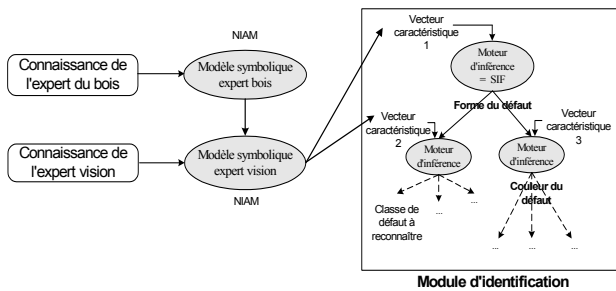 NIAM
Connaissance de
l'expert du bois
Modèle symbolique
expert bois
Connaissance de
l'expert vision
Modèle symbolique
expert vision
NIAM
Vecteur
caractéristique
1
Moteur
d'inférence
= SIF
Forme du défaut
Vecteur
caractéristique
2
Moteur
d'inférence
Vecteur
caractéristique
3
Moteur
d'inférence
Couleur du
défaut
Classe de
défaut à
reconnaître
...
...
...
...
...
Module d'identification